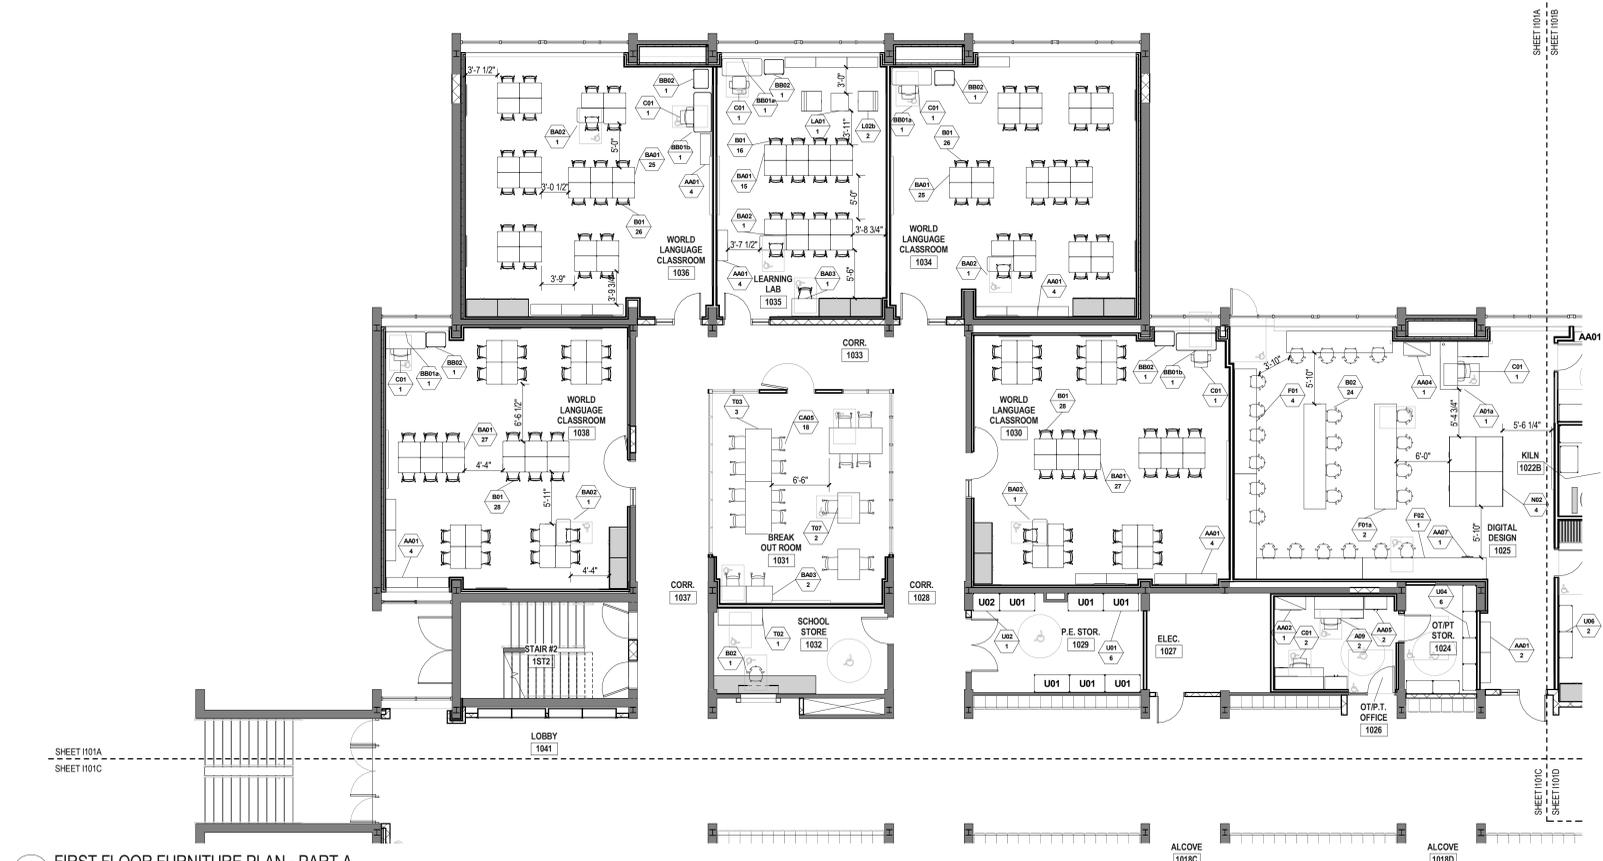 SHEET I101A
SHEET I101B
3'-7 1/2"
BB02
1
C01
1
BA02
1
5'-0"
BB01b
1
BA01
25
AA01
4
3'-0 1/2"
B01
26
WORLD
LANGUAGE
CLASSROOM
1036
3'-9"
3'-9 3/4"
C01
1
BB01a
1
BB02
1
3'-0"
LA01
1
3'-11"
L02b
2
B01
16
BA01
15
5'-0"
BA02
1
3'-8 3/4"
3'-7 1/2"
AA01
4
LEARNING
LAB
1035
BA03
1
5'-6"
BB01a
1
C01
1
BB02
1
B01
26
BA01
25
WORLD
LANGUAGE
CLASSROOM
1034
BA02
1
AA01
4
C01
1
BB01a
1
BB02
1
WORLD
LANGUAGE
CLASSROOM
1038
6'-6 1/2"
BA01
27
4'-4"
B01
28
5'-11"
BA02
1
AA01
4
4'-4"
CORR.
1033
T03
3
CA05
18
6'-6"
T07
2
BREAK
OUT ROOM
1031
BA03
2
CORR.
1037
CORR.
1028
WORLD
LANGUAGE
CLASSROOM
1030
B01
28
BB02
1
BB01b
1
C01
1
BA02
1
BA01
27
AA01
4
3'-10"
F01
4
5'-10"
B02
24
AA04
1
C01
1
A01a
1
5'-4 3/4"
5'-6 1/4"
6'-0"
KILN
1022B
N02
4
F01a
2
F02
1
AA07
1
5'-10"
DIGITAL
DESIGN
1025
AA01
STAIR #2
1ST2
SCHOOL
STORE
1032
T02
1
B02
1
U02 U01 U01 U01
U02
1
P.E. STOR.
1029
U01
6
U01 U01 U01
ELEC.
1027
AA02
1
C01
2
A09
2
AA05
2
OT/P.T.
OFFICE
1026
U04
6
OT/PT
STOR.
1024
AA01
2
U06
2
LOBBY
1041
SHEET I101A
SHEET I101C
SHEET I101C
SHEET I101D
ALCOVE
1018C
ALCOVE
1018D
FIRST FLOOR FURNITURE PLAN - PART A